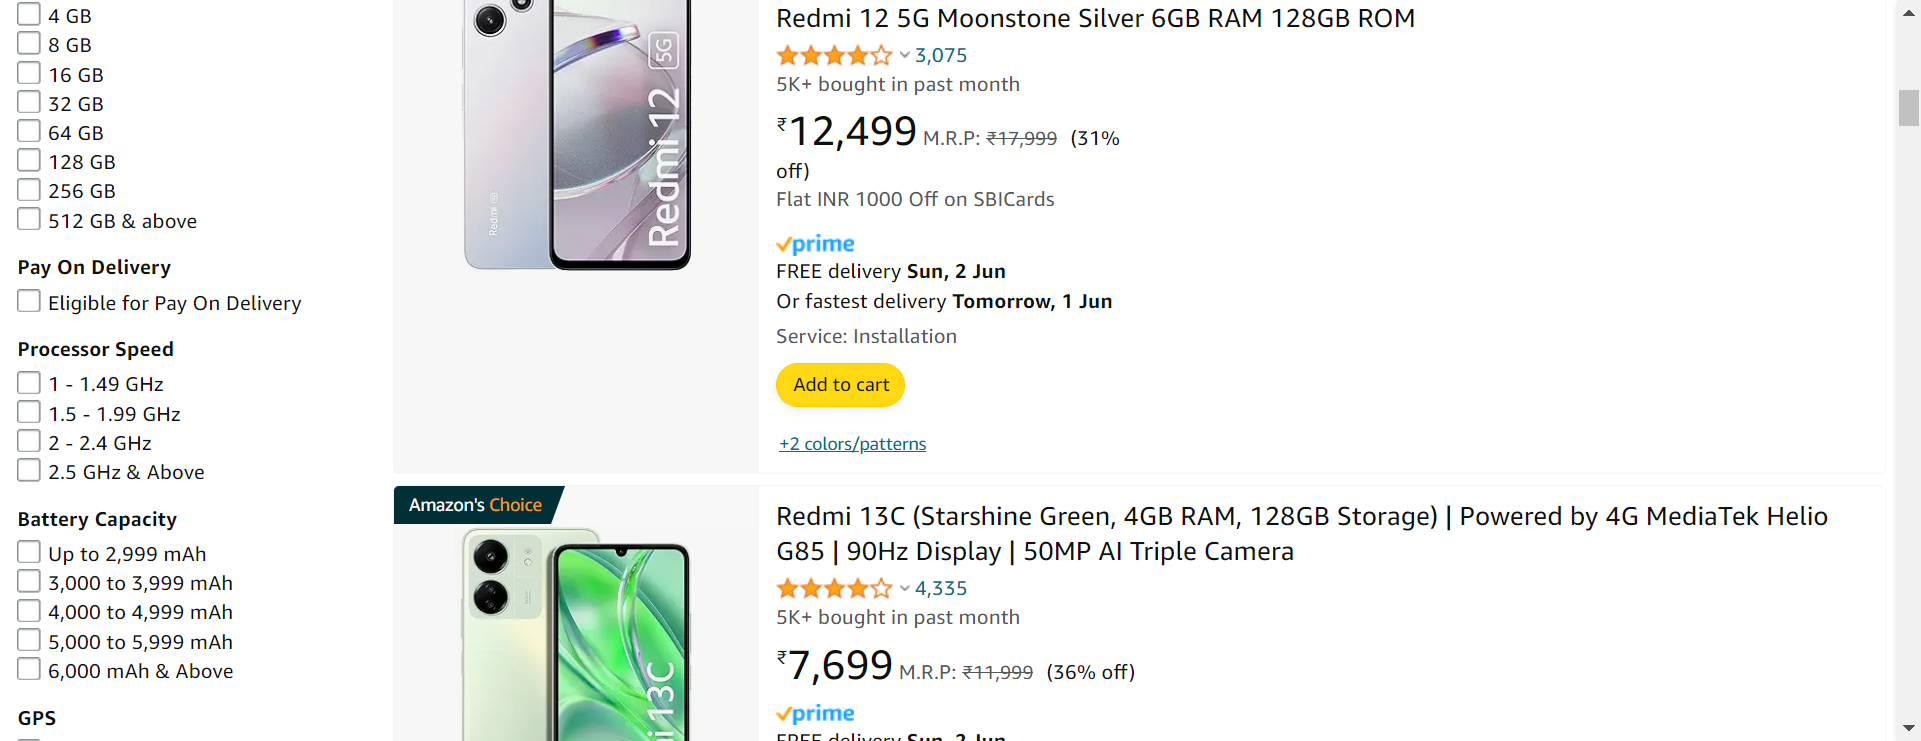 4 GB
8 GB
16 GB
32 GB
64 GB
128 GB
256 GB
512 GB & above
Pay On Delivery
Eligible for Pay On Delivery
Processor Speed
1 - 1.49 GHz
1.5 - 1.99 GHz
2 - 2.4 GHz
2.5 GHz & Above
Battery Capacity
Up to 2,999 mAh
3,000 to 3,999 mAh
4,000 to 4,999 mAh
5,000 to 5,999 mAh
6,000 mAh & Above
GPS
Redmi 12 5G
Redmi 5G
Redmi 12 5G Moonstone Silver 6GB RAM 128GB ROM
3,075
5K+ bought in past month
₹12,499 M.R.P: ₹17,999 (31%
off)
Flat INR 1000 Off on SBICards
prime
FREE delivery Sun, 2 Jun
Or fastest delivery Tomorrow, 1 Jun
Service: Installation
Add to cart
+2 colors/patterns
Amazon's Choice
Redmi 13C (Starshine Green, 4GB RAM, 128GB Storage) | Powered by 4G MediaTek Helio
G85 | 90Hz Display | 50MP AI Triple Camera
4,335
5K+ bought in past month
₹7,699 M.R.P: ₹11,999 (36% off)
prime
FREE delivery Sun, 2 Jun
13C